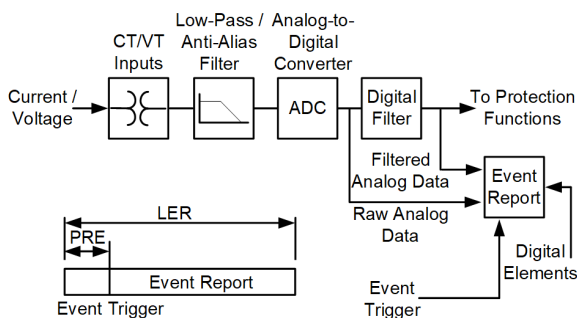 Current /
Voltage
CT/VT
Inputs
Low-Pass /
Anti-Alias
Filter
Analog-to-
Digital
Converter
ADC
Digital
Filter
To Protection
Functions
Filtered
Analog Data
Raw Analog
Data
Event
Report
Digital
Elements
Event
Trigger
LER
PRE
Event Report
Event Trigger